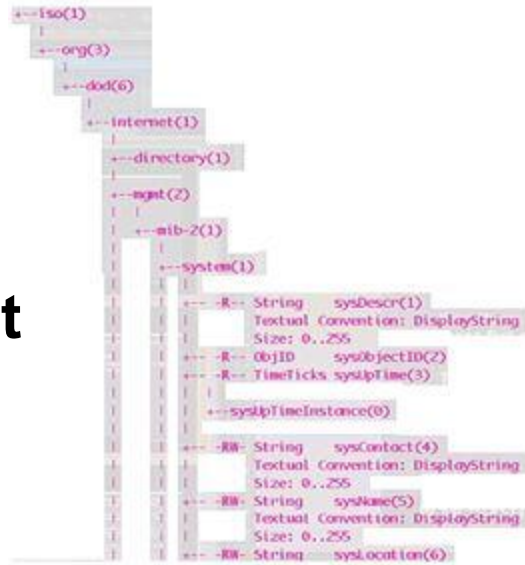 +--iso(1)
|
+--org(3)
|
+--dod(6)
|
+--internet(1)
|
+--directory(1)
|
+--mgmt(2)
| |
| +--mib-2(1)
| |
| +--system(1)
| | |
t
| | +-- -R-- String sysDescr(1)
| | | Textual Convention: DisplayString
| | | Size: 0..255
| | +-- -R-- ObjID sysObjectID(2)
| | +-- -R-- TimeTicks sysUpTime(3)
| | | |
| | | +--sysUpTimeInstance(0)
| | |
| | +-- -RW- String sysContact(4)
| | | Textual Convention: DisplayString
| | | Size: 0..255
| | +-- -RW- String sysName(5)
| | | Textual Convention: DisplayString
| | | Size: 0..255
| | +-- -RW- String sysLocation(6)